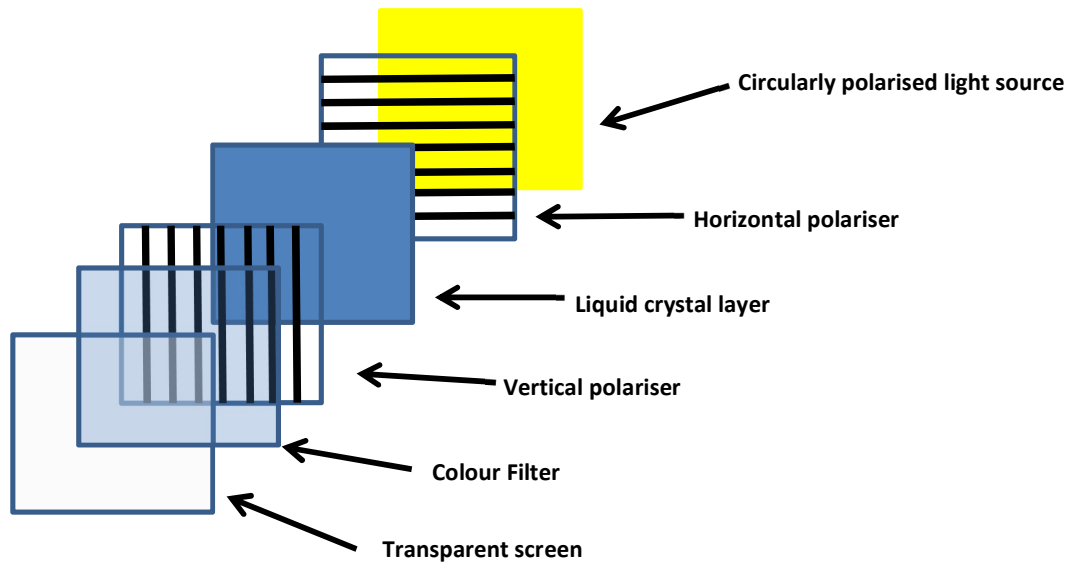 Circularly polarised light source
Horizontal polariser
Liquid crystal layer
Vertical polariser
Colour Filter
Transparent screen